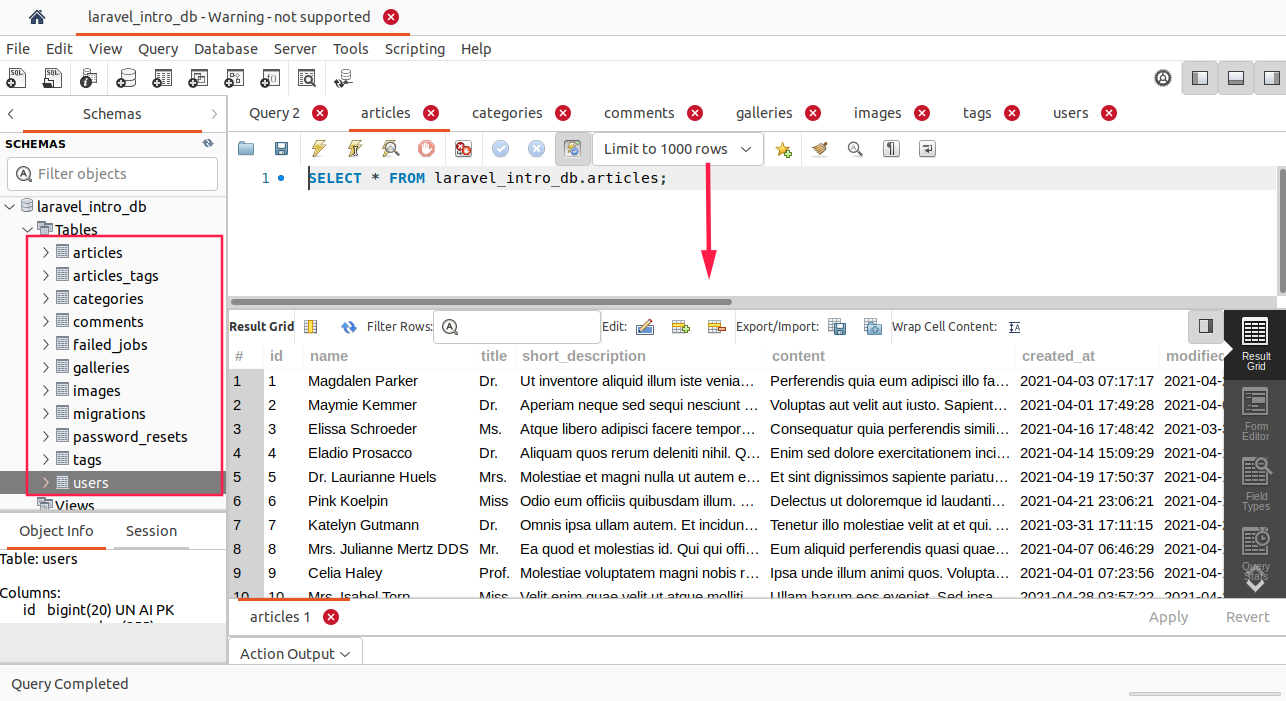 laravel_intro_db - Warning - not supported
File Edit View Query Database Server Tools Scripting Help
Schemas
Query 2 articles categories comments galleries images tags users
SCHEMAS
Limit to 1000 rows
Filter objects
1 SELECT * FROM laravel_intro_db.articles;
laravel_intro_db
Tables
articles
articles_tags
categories
comments
failed_jobs
galleries
images
migrations
password_resets
tags
users
Views
Result Grid Filter Rows: Edit: Export/Import: Wrap Cell Content:
# id name title short_description content created_at modified
1 1 Magdalen Parker Dr. Ut inventore aliquid illum iste venia... Perferendis quia eum adipisci illo fa... 2021-04-03 07:17:17 2021-04-
2 2 Maymie Kemmer Dr. Aperiam neque sed sequi nesciunt ... Voluptas aut velit aut iusto. Sapient... 2021-04-01 17:49:28 2021-04-
3 3 Elissa Schroeder Ms. Atque libero adipisci facere tempor... Consequatur quia perferendis simili... 2021-04-16 17:48:42 2021-03-
4 4 Eladio Prosacco Dr. Aliquam quos rerum deleniti nihil. Q... Enim sed dolore exercitationem inci... 2021-04-14 15:09:29 2021-04-
5 5 Dr. Laurianne Huels Mrs. Molestiae et magni nulla ut autem e... Et sint dignissimos sapiente pariatu... 2021-04-19 17:50:37 2021-04-
6 6 Pink Koelpin Miss Odio eum officiis quibusdam illum. ... Delectus ut doloremque id laudanti... 2021-04-21 23:06:21 2021-04-
7 7 Katelyn Gutmann Dr. Omnis ipsa ullam autem. Et incidun... Tenetur illo molestiae velit at et qui. ... 2021-03-31 17:11:15 2021-04-
8 8 Mrs. Julianne Mertz DDS Mr. Ea quod et molestias id. Qui qui offi... Eum aliquid perferendis quasi quae... 2021-04-07 06:46:29 2021-04-
9 9 Celia Haley Prof. Molestiae voluptatem magni nobis r... Ipsa unde illum animi quos. Volupta... 2021-04-01 07:23:56 2021-04-
10 10 Mrs. Isabel Torp Miss Velit enim quae velit ut atque molliti... Ullam harum eos eveniet. Sed ipsa... 2021-04-28 03:57:22 2021-04-
Result
Grid
Form
Editor
Field
Types
Query
Stats
Object Info Session
Table: users
Columns:
id bigint(20) UN AI PK
articles 1 Apply Revert
Action Output
Query Completed